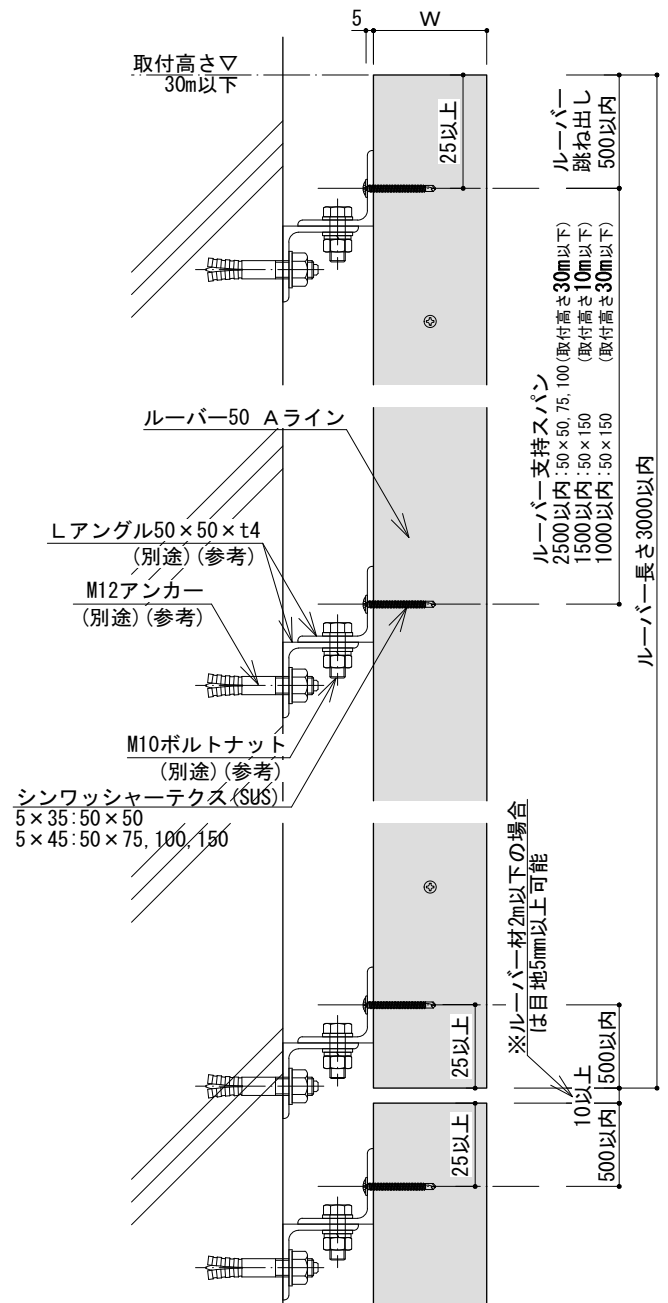 5
W
取付高さ▽
30m以下
25以上
ルーバー
跳ね出し
500以内
ルーバー支持スパン
2500以内:50×50,75,100(取付高さ30m以下)
1500以内:50×150 (取付高さ10m以下)
1000以内:50×150 (取付高さ30m以下)
ルーバー長さ3000以内
ルーバー50 Aライン
Lアングル50×50×t4
(別途)(参考)
M12アンカー
(別途)(参考)
M10ボルトナット
(別途)(参考)
シンワッシャーテクス(SUS)
5×35:50×50
5×45:50×75,100,150
※ルーバー材2m以下の場合
は目地5mm以上可能
25以上
500以内
10以上
25以上
500以内